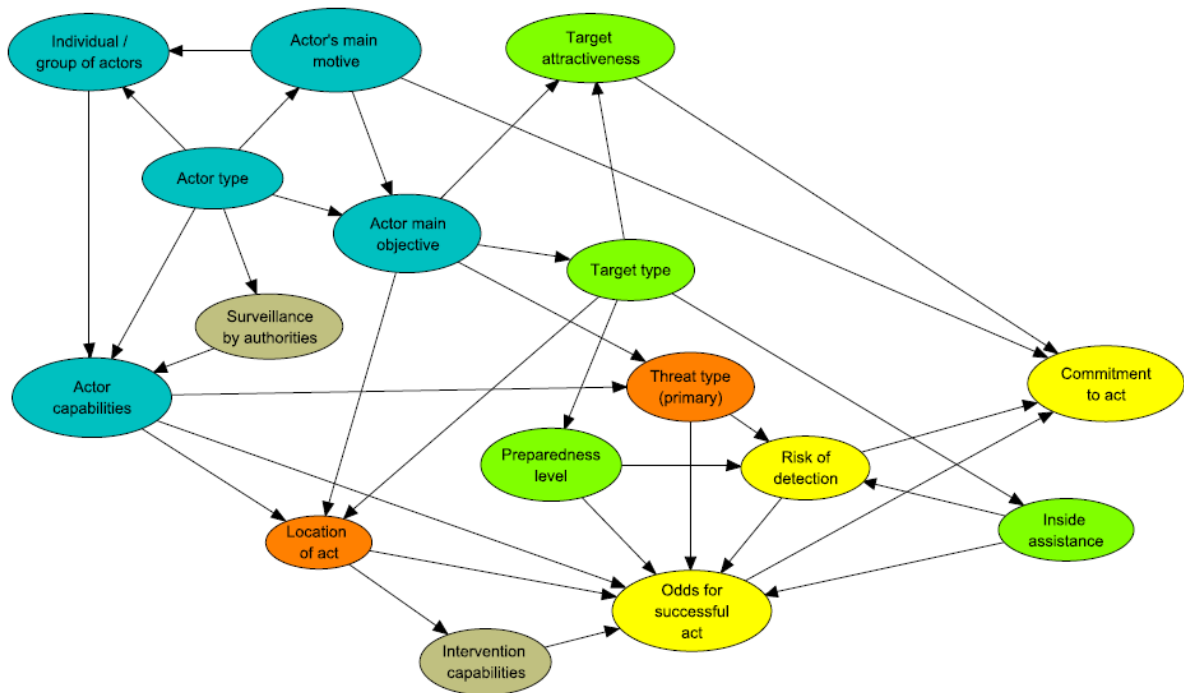 Individual /
group of actors
Actor's main
motive
Target
attractiveness
Actor type
Actor main
objective
Target type
Surveillance
by authorities
Actor
capabilities
Threat type
(primary)
Commitment
to act
Preparedness
level
Risk of
detection
Inside
assistance
Location
of act
Odds for
successful
act
Intervention
capabilities